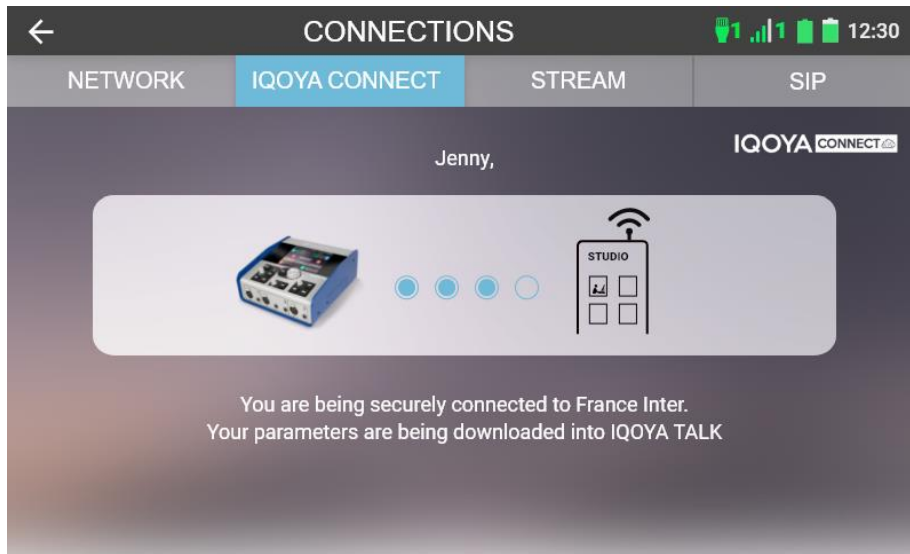 CONNECTIONS
1 1 12:30
NETWORK IQOYA CONNECT STREAM SIP
IQOYA CONNECT
Jenny,
STUDIO
You are being securely connected to France Inter.
Your parameters are being downloaded into IQOYA TALK